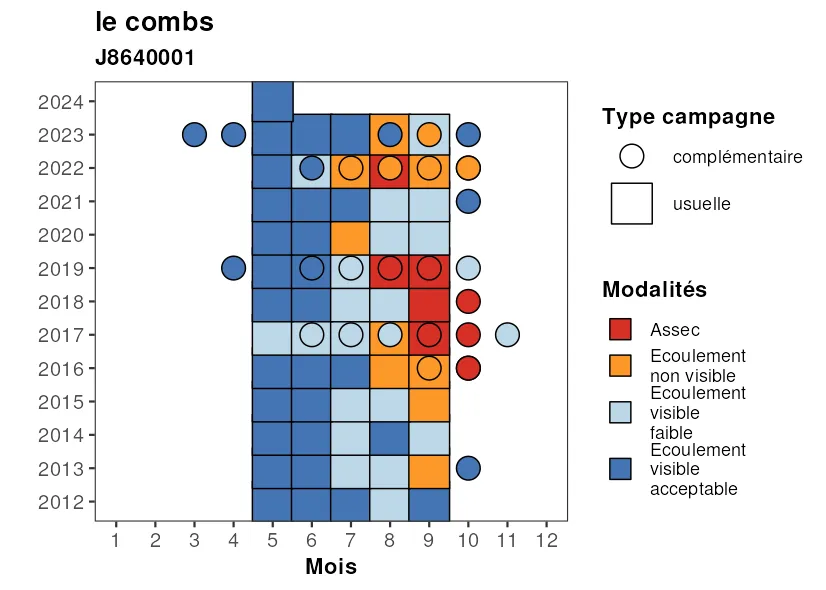 le combs
J8640001
2024
2023
2022
2021
2020
2019
2018
2017
2016
2015
2014
2013
2012
1 2 3 4 5 6 7 8 9 10 11 12
Mois
Type campagne
complémentaire
usuelle
Modalités
Assec
Ecoulement
non visible
Ecoulement
visible
faible
Ecoulement
visible
acceptable